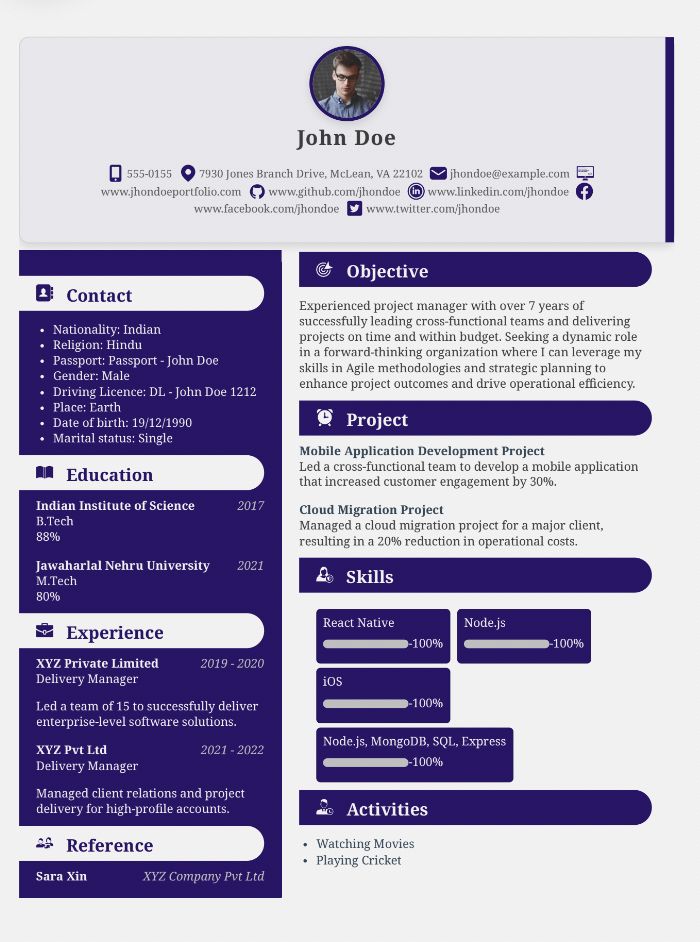 John Doe
555-0155 7930 Jones Branch Drive, McLean, VA 22102 jhondoe@example.com
www.jhondoeportfolio.com www.github.com/jhondoe www.linkedin.com/jhondoe
www.facebook.com/jhondoe www.twitter.com/jhondoe
Contact
• Nationality: Indian
• Religion: Hindu
• Passport: Passport - John Doe
• Gender: Male
• Driving Licence: DL - John Doe 1212
• Place: Earth
• Date of birth: 19/12/1990
• Marital status: Single
Education
Indian Institute of Science 2017
B.Tech
88%
Jawaharlal Nehru University 2021
M.Tech
80%
Experience
XYZ Private Limited 2019 - 2020
Delivery Manager
Led a team of 15 to successfully deliver
enterprise-level software solutions.
XYZ Pvt Ltd 2021 - 2022
Delivery Manager
Managed client relations and project
delivery for high-profile accounts.
Reference
Sara Xin XYZ Company Pvt Ltd
Objective
Experienced project manager with over 7 years of
successfully leading cross-functional teams and delivering
projects on time and within budget. Seeking a dynamic role
in a forward-thinking organization where I can leverage my
skills in Agile methodologies and strategic planning to
enhance project outcomes and drive operational efficiency.
Project
Mobile Application Development Project
Led a cross-functional team to develop a mobile application
that increased customer engagement by 30%.
Cloud Migration Project
Managed a cloud migration project for a major client,
resulting in a 20% reduction in operational costs.
Skills
React Native
-100%
Node.js
-100%
iOS
-100%
Node.js, MongoDB, SQL, Express
-100%
Activities
• Watching Movies
• Playing Cricket